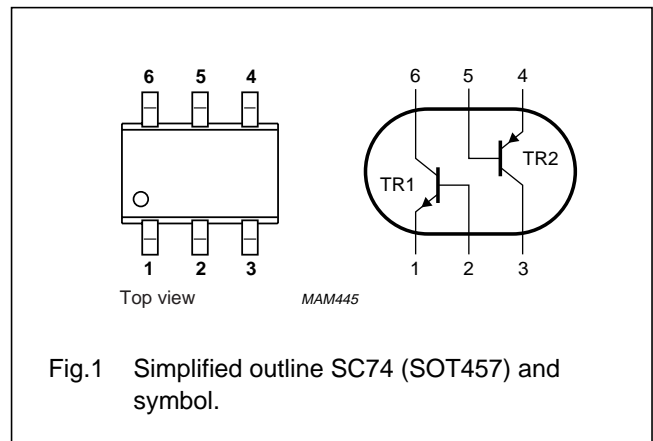 6 5 4
6 5 4
TR1
TR2
1 2 3
1 2 3
Top view
MAM445
Fig.1 Simplified outline SC74 (SOT457) and
symbol.